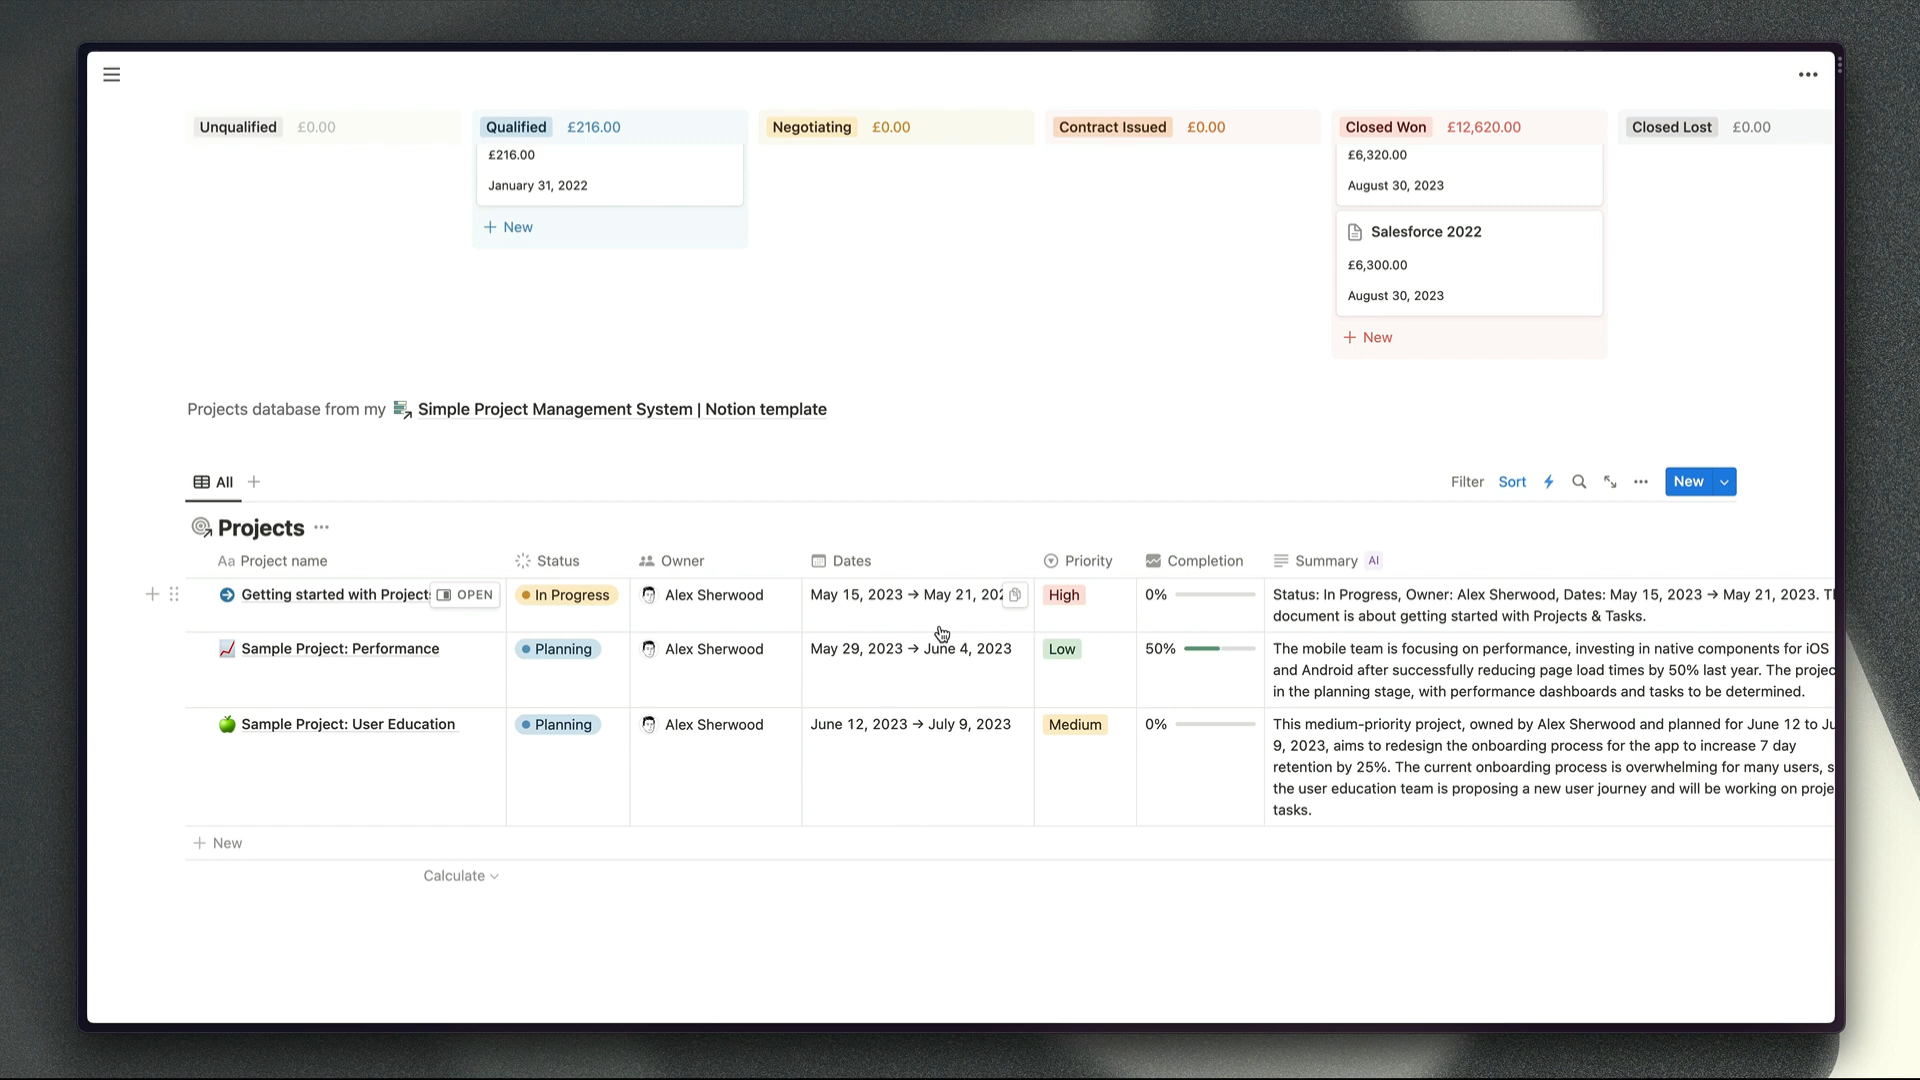 Unqualified £0.00 Qualified £216.00 Negotiating £0.00 Contract Issued £0.00 Closed Won £12,620.00 Closed Lost £0.00
£216.00 £6,320.00
January 31, 2022 August 30, 2023
+ New Salesforce 2022
£6,300.00
August 30, 2023
+ New
Projects database from my Simple Project Management System | Notion template
All + Filter Sort New
Projects
Aa Project name Status Owner Dates Priority Completion Summary AI
Getting started with Project OPEN In Progress Alex Sherwood May 15, 2023 → May 21, High 0% Status: In Progress, Owner: Alex Sherwood, Dates: May 15, 2023 → May 21, 2023.
document is about getting started with Projects & Tasks.
Sample Project: Performance Planning Alex Sherwood May 29, 2023 → June 4, 2023 Low 50% The mobile team is focusing on performance, investing in native components for iOS
and Android after successfully reducing page load times by 50% last year. The projec
in the planning stage, with performance dashboards and tasks to be determined.
Sample Project: User Education Planning Alex Sherwood June 12, 2023 → July 9, 2023 Medium 0% This medium-priority project, owned by Alex Sherwood and planned for June 12 to Ju
9, 2023, aims to redesign the onboarding process for the app to increase 7 day
retention by 25%. The current onboarding process is overwhelming for many users, s
the user education team is proposing a new user journey and will be working on proje
tasks.
+ New
Calculate